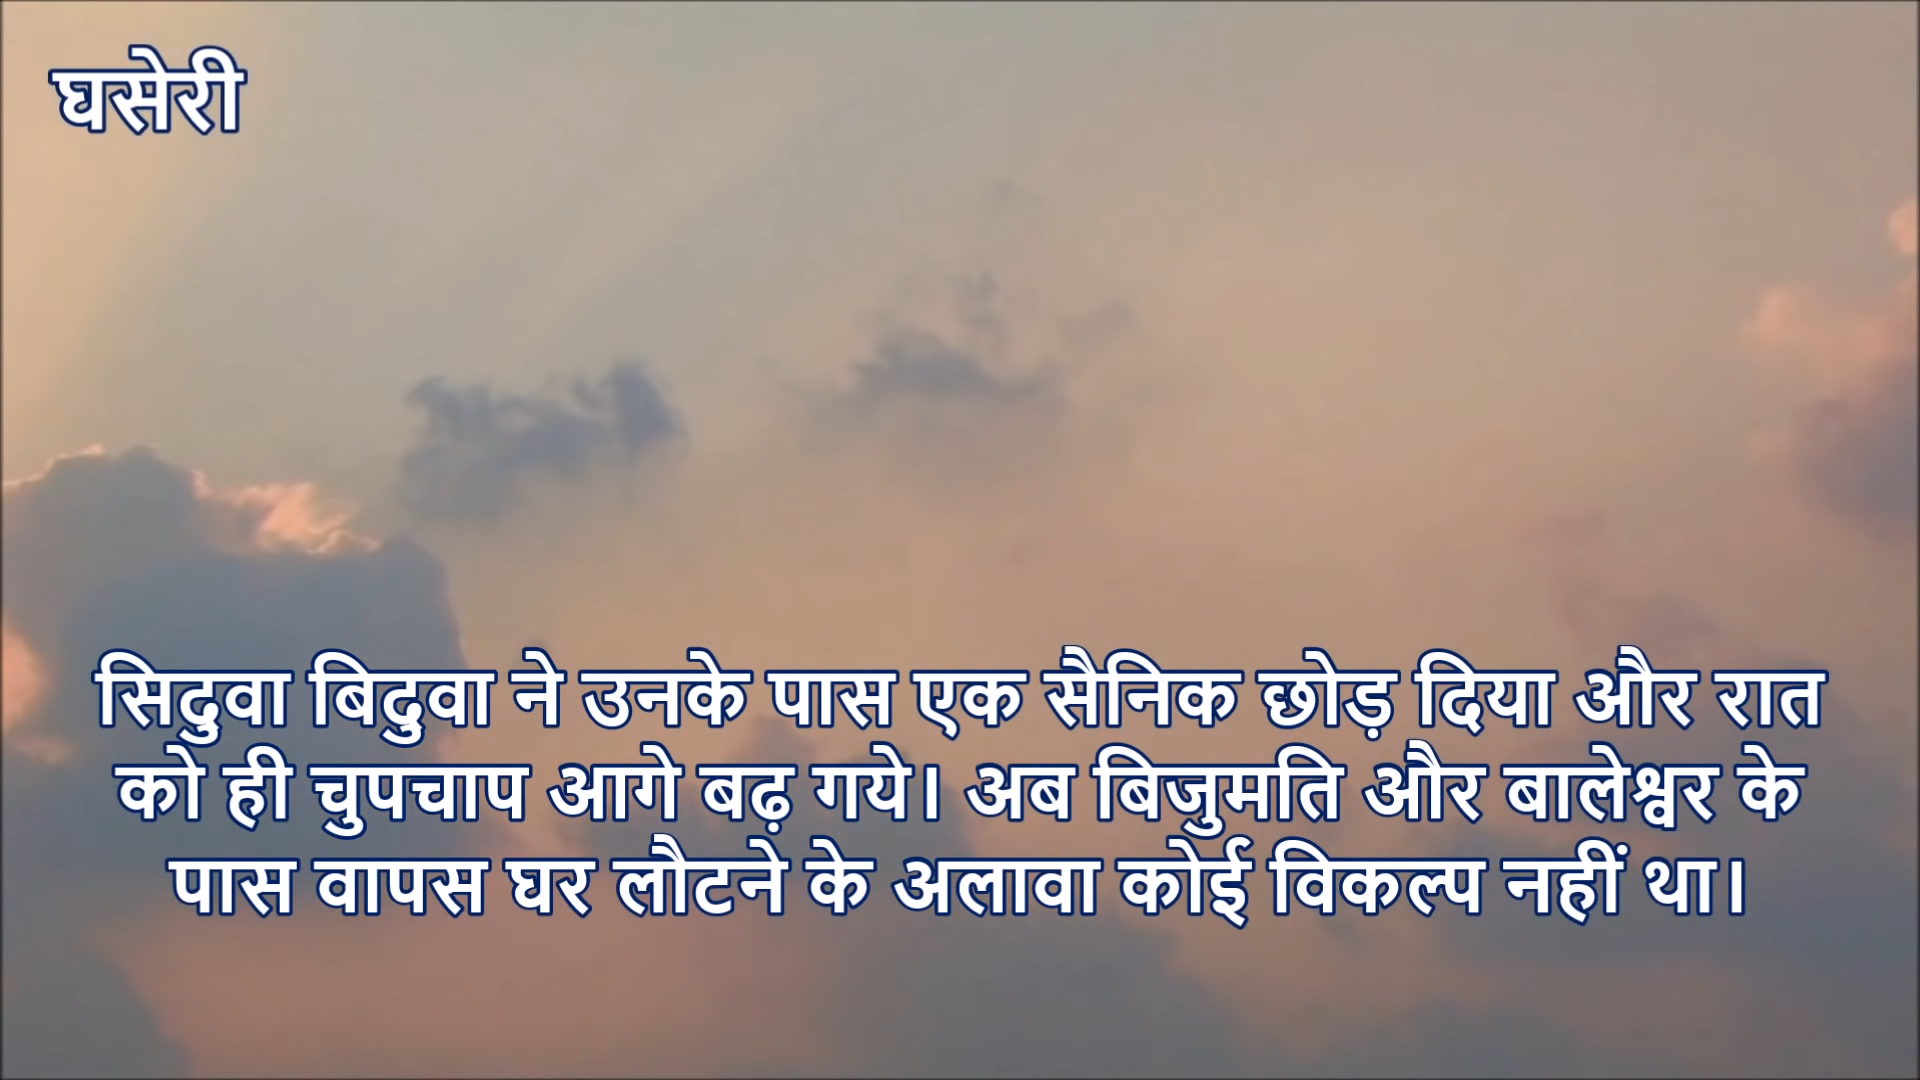 घसेरी
सिदुवा बिदुवा ने उनके पास एक सैनिक छोड़ दिया और रात
को ही चुपचाप आगे बढ़ गये। अब बिजुमति और बालेश्वर के
पास वापस घर लौटने के अलावा कोई विकल्प नहीं था।